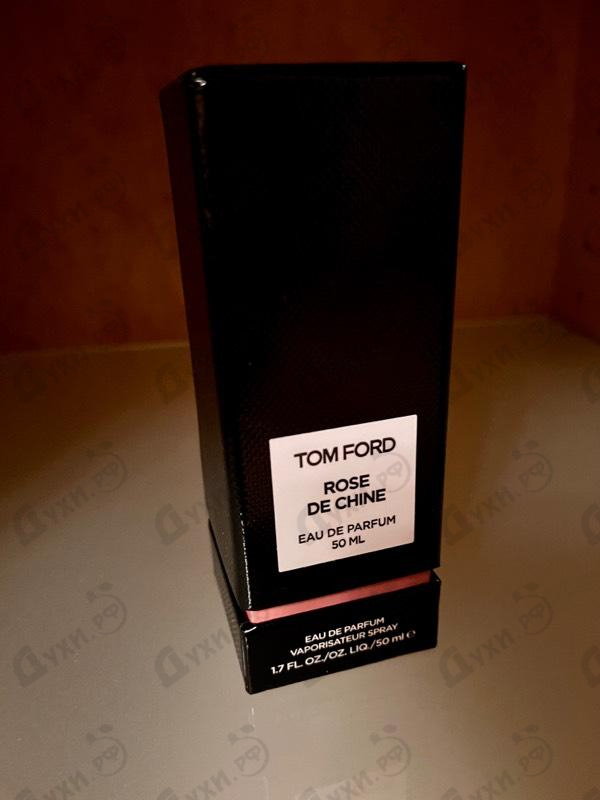 TOM FORD
ROSE
DE CHINE
EAU DE PARFUM
50 ML
EAU DE PARFUM
VAPORISATEUR SPRAY
1.7 FL. OZ./OZ. LIQ./50 ml ℮
Духи.рф